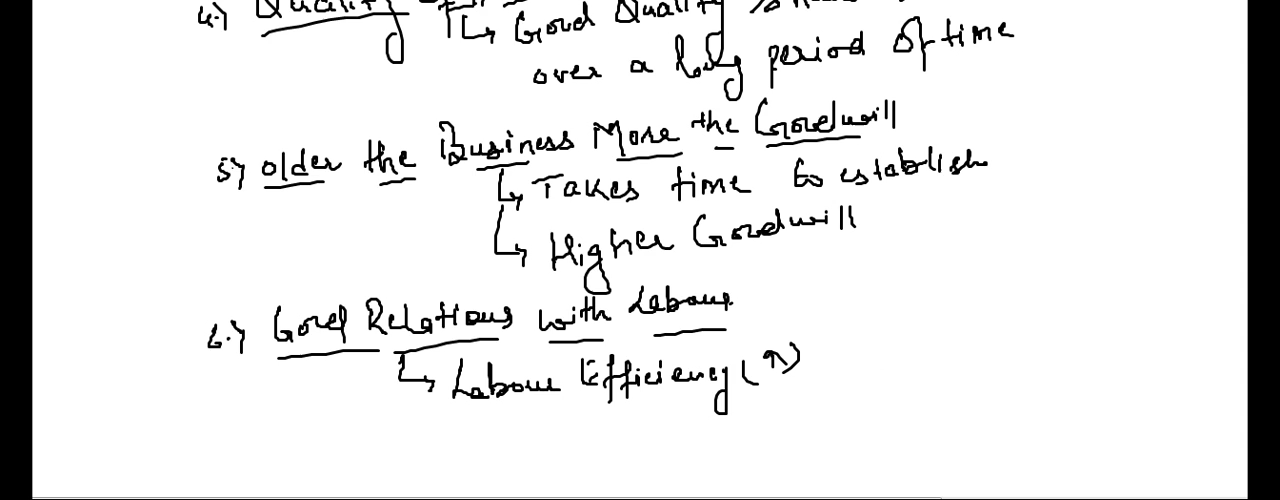 4.) Quality
↳ Good Quality
over a long period of time
5) Older the Business More the Goodwill
↳ Takes time to establish
↳ Higher Goodwill
6.) Good Relations with Labour
↳ Labour Efficiency (↑)